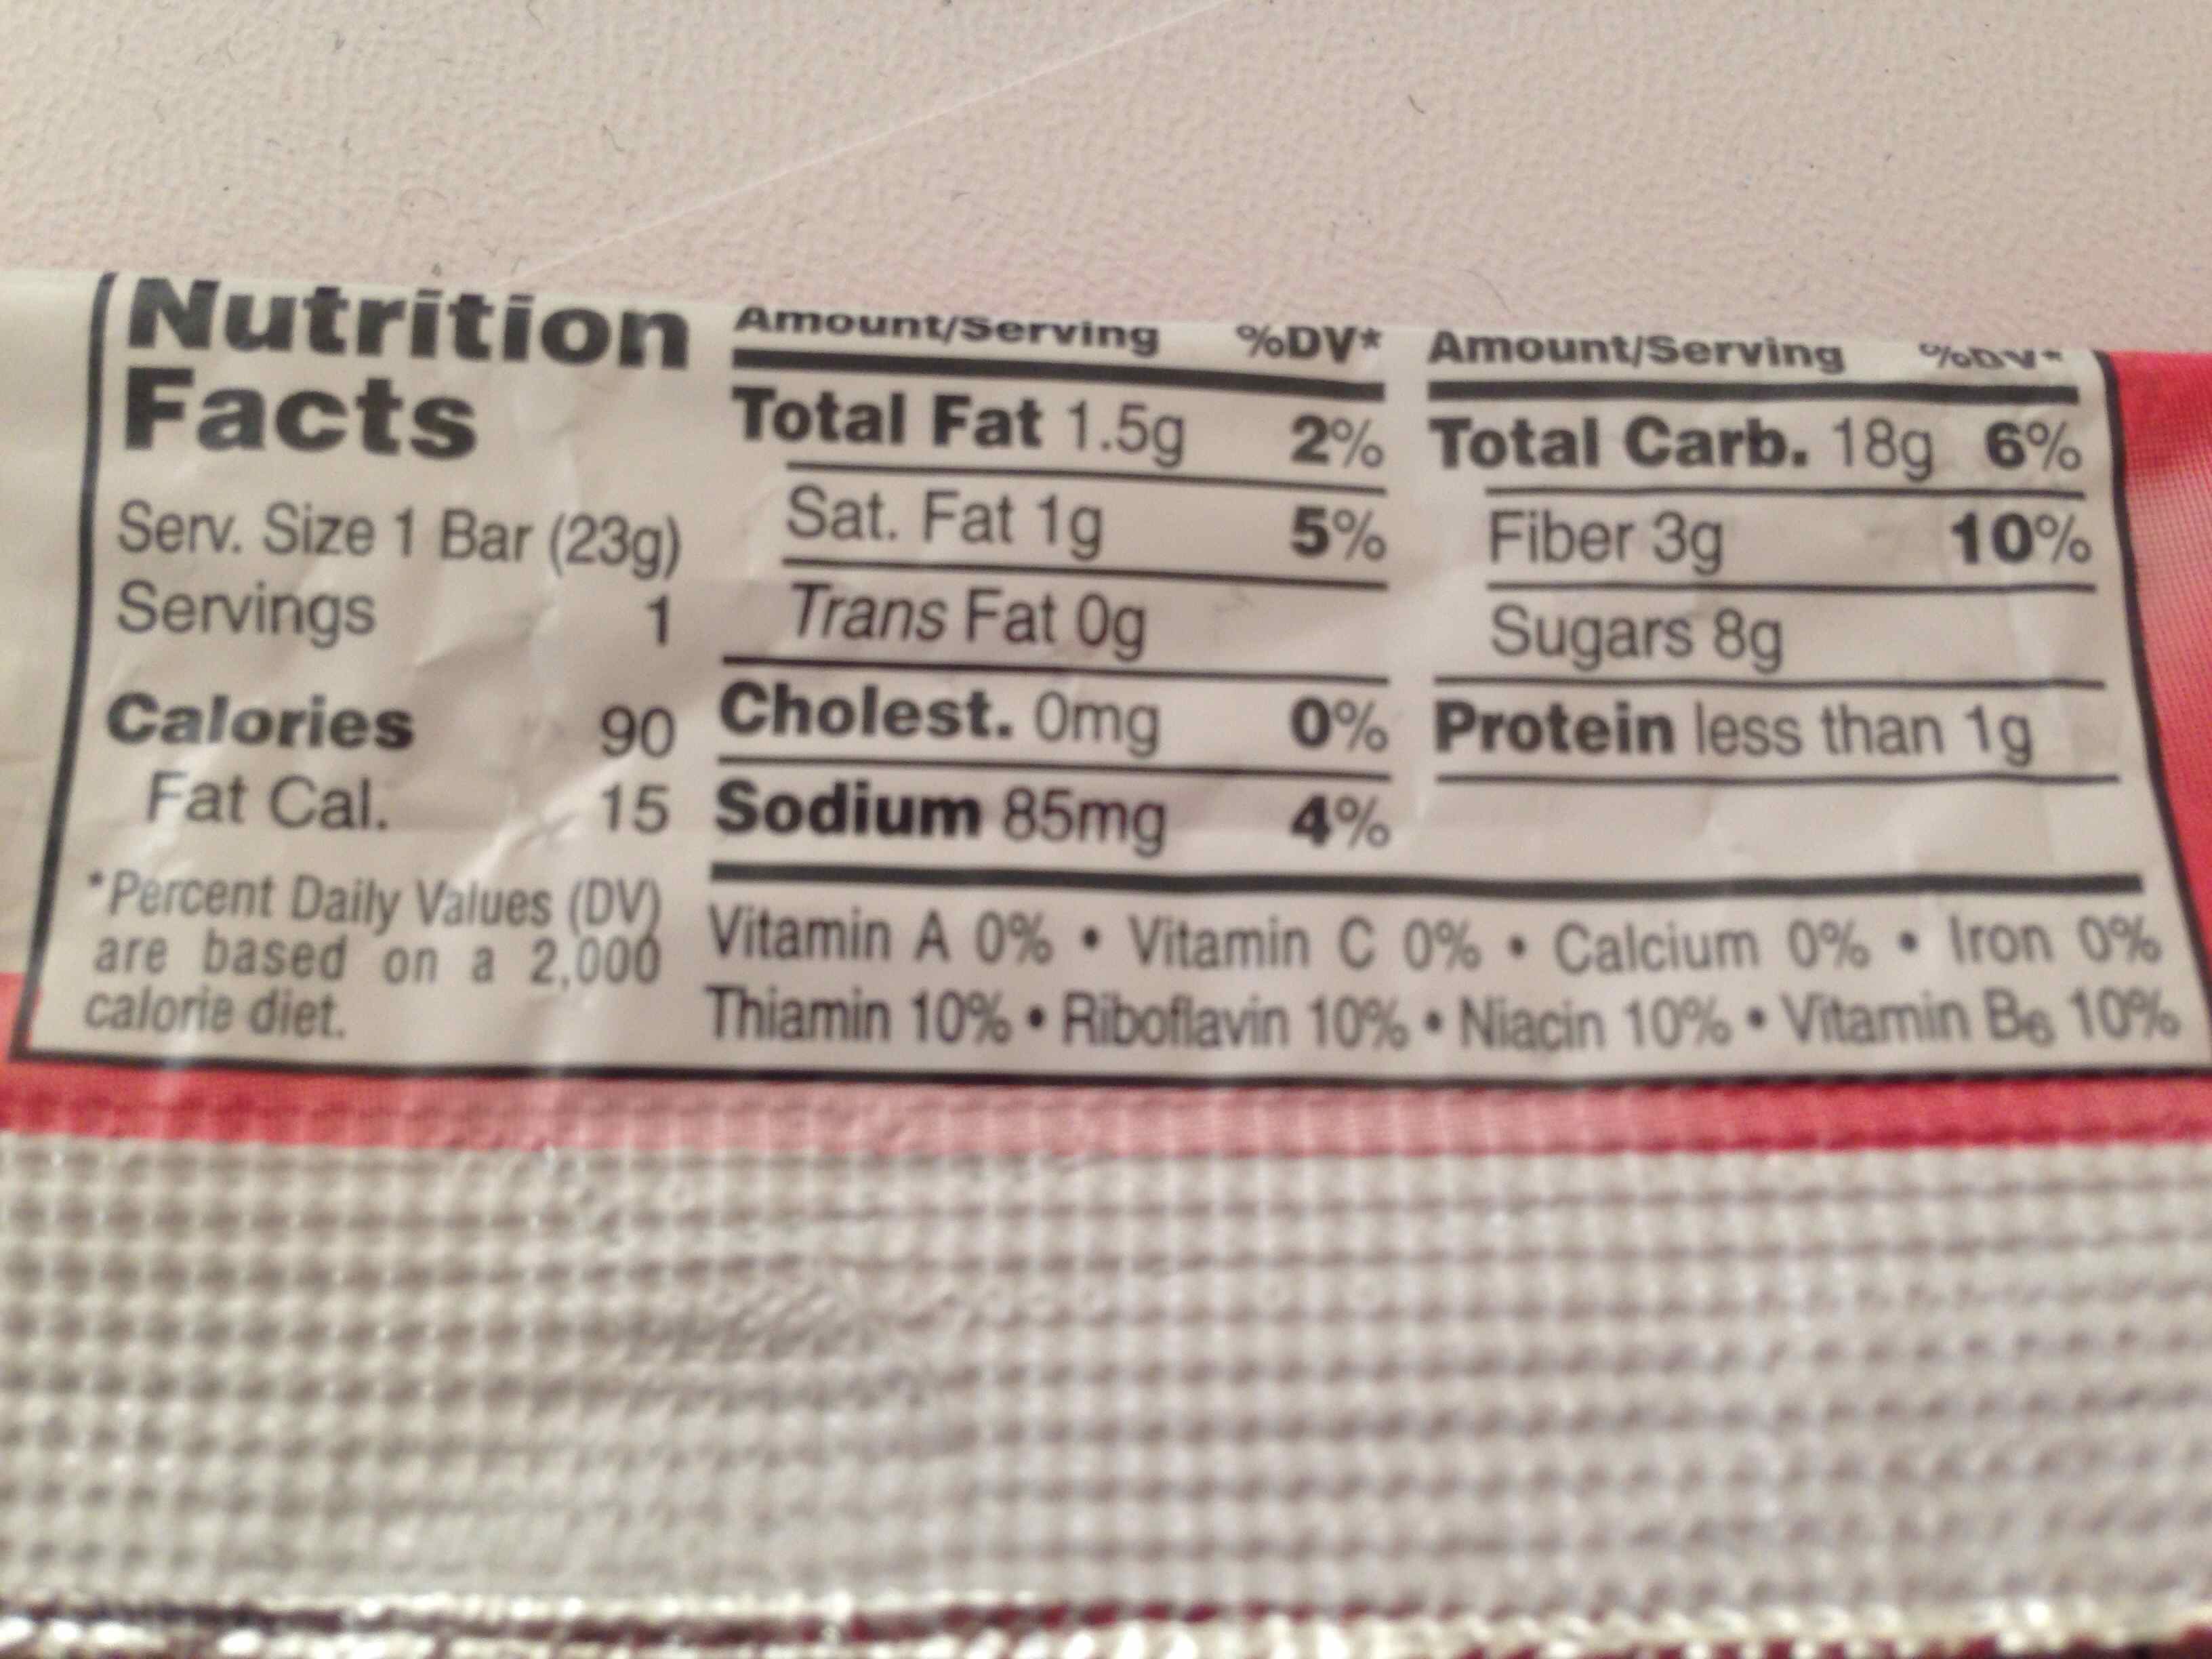 Nutrition
Facts
Serv. Size 1 Bar (23g)
Servings 1
Calories 90
Fat Cal. 15
*Percent Daily Values (DV)
are based on a 2,000
calorie diet.
Amount/Serving %DV*
Total Fat 1.5g 2%
Sat. Fat 1g 5%
Trans Fat 0g
Cholest. 0mg 0%
Sodium 85mg 4%
Amount/Serving %DV*
Total Carb. 18g 6%
Fiber 3g 10%
Sugars 8g
Protein less than 1g
Vitamin A 0% • Vitamin C 0% • Calcium 0% • Iron 0%
Thiamin 10% • Riboflavin 10% • Niacin 10% • Vitamin B6 10%